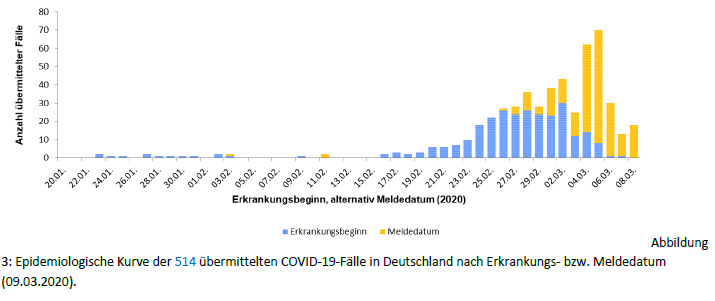 80
70
60
50
40
30
20
10
0
Anzahl übermittelter Fälle
20.01. 22.01. 24.01. 26.01. 28.01. 30.01. 01.02. 03.02. 05.02. 07.02. 09.02. 11.02. 13.02. 15.02. 17.02. 19.02. 21.02. 23.02. 25.02. 27.02. 29.02. 02.03. 04.03. 06.03. 08.03.
Erkrankungsbeginn, alternativ Meldedatum (2020)
Erkrankungsbeginn Meldedatum
Abbildung
3: Epidemiologische Kurve der 514 übermittelten COVID-19-Fälle in Deutschland nach Erkrankungs- bzw. Meldedatum
(09.03.2020).